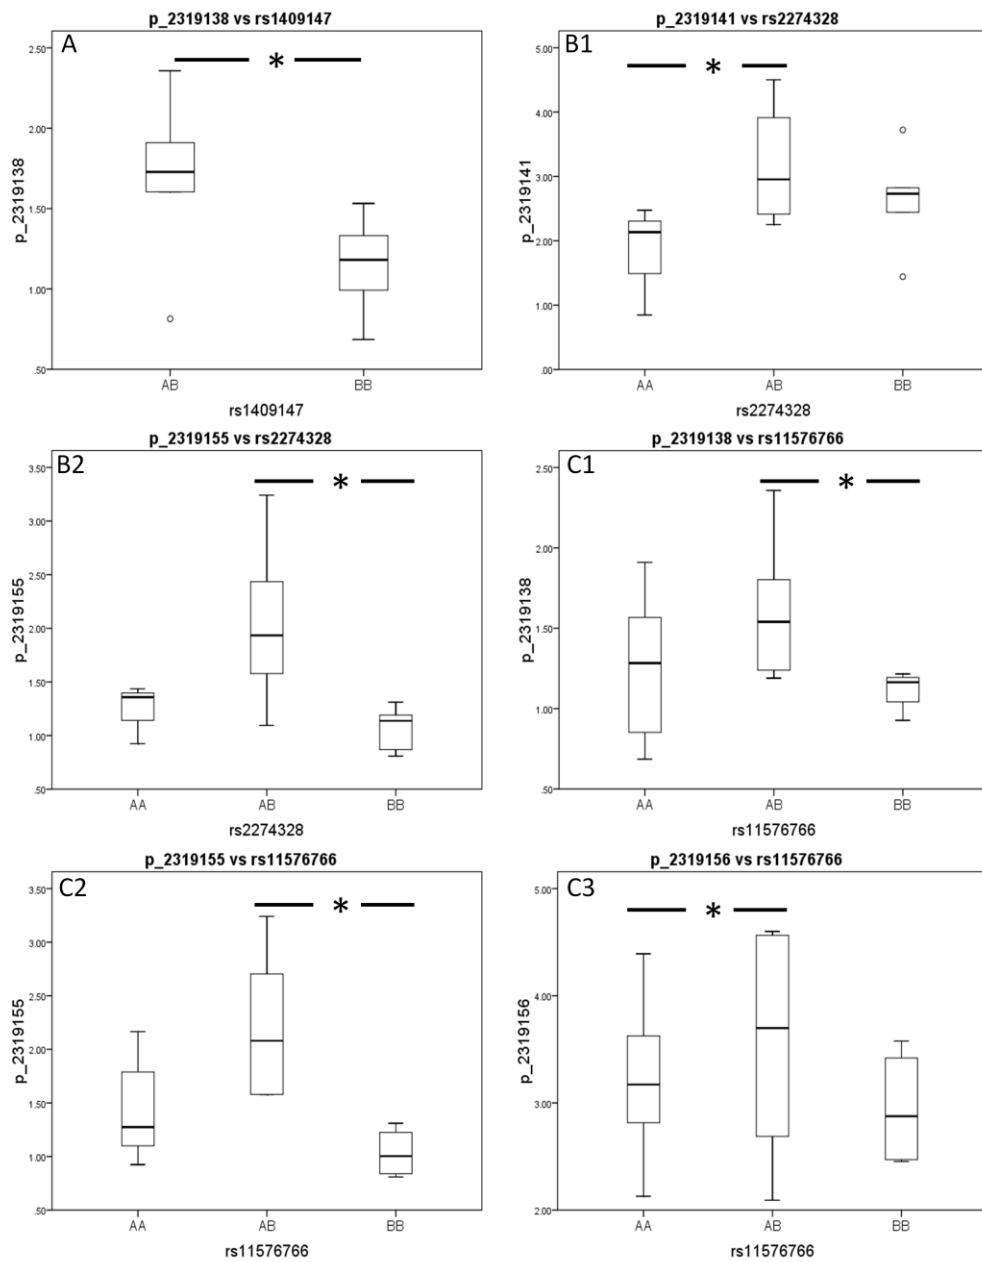 p_2319138 vs rs1409147
A
*
2.50
2.00
1.50
1.00
.50
p_2319138
AB
BB
rs1409147
p_2319141 vs rs2274328
B1
*
5.00
4.00
3.00
2.00
1.00
.00
p_2319141
AA
AB
BB
rs2274328
p_2319155 vs rs2274328
B2
*
3.50
3.00
2.50
2.00
1.50
1.00
.50
p_2319155
AA
AB
BB
rs2274328
p_2319138 vs rs11576766
C1
*
2.50
2.00
1.50
1.00
.50
p_2319138
AA
AB
BB
rs11576766
p_2319155 vs rs11576766
C2
*
3.50
3.00
2.50
2.00
1.50
1.00
.50
p_2319155
AA
AB
BB
rs11576766
p_2319156 vs rs11576766
C3
*
5.00
4.00
3.00
2.00
p_2319156
AA
AB
BB
rs11576766